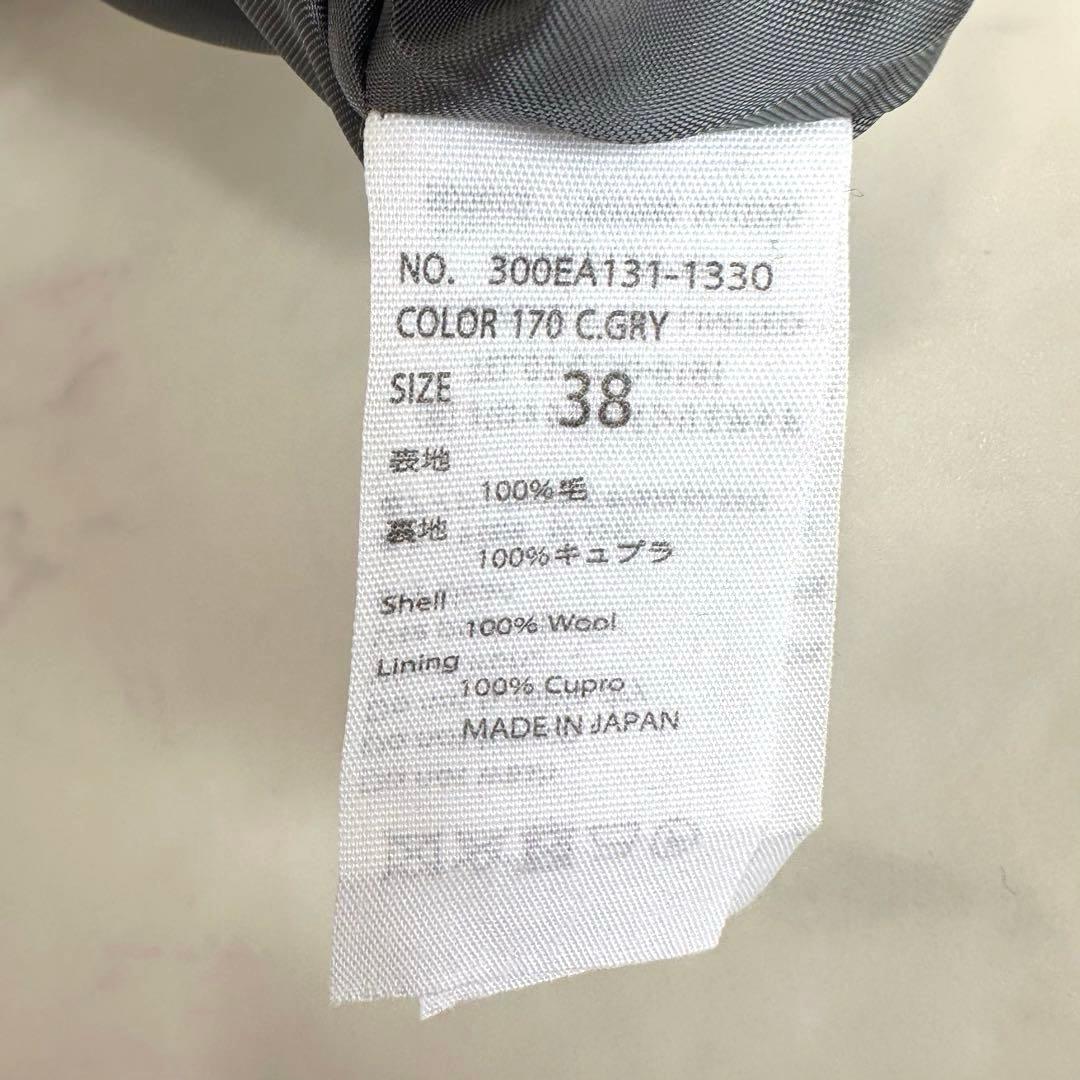 NO. 300EA131-1330
COLOR 170 C.GRY
SIZE 38
表地
100%毛
裏地
100%キュプラ
Shell
100% Wool
Lining
100% Cupro
MADE IN JAPAN